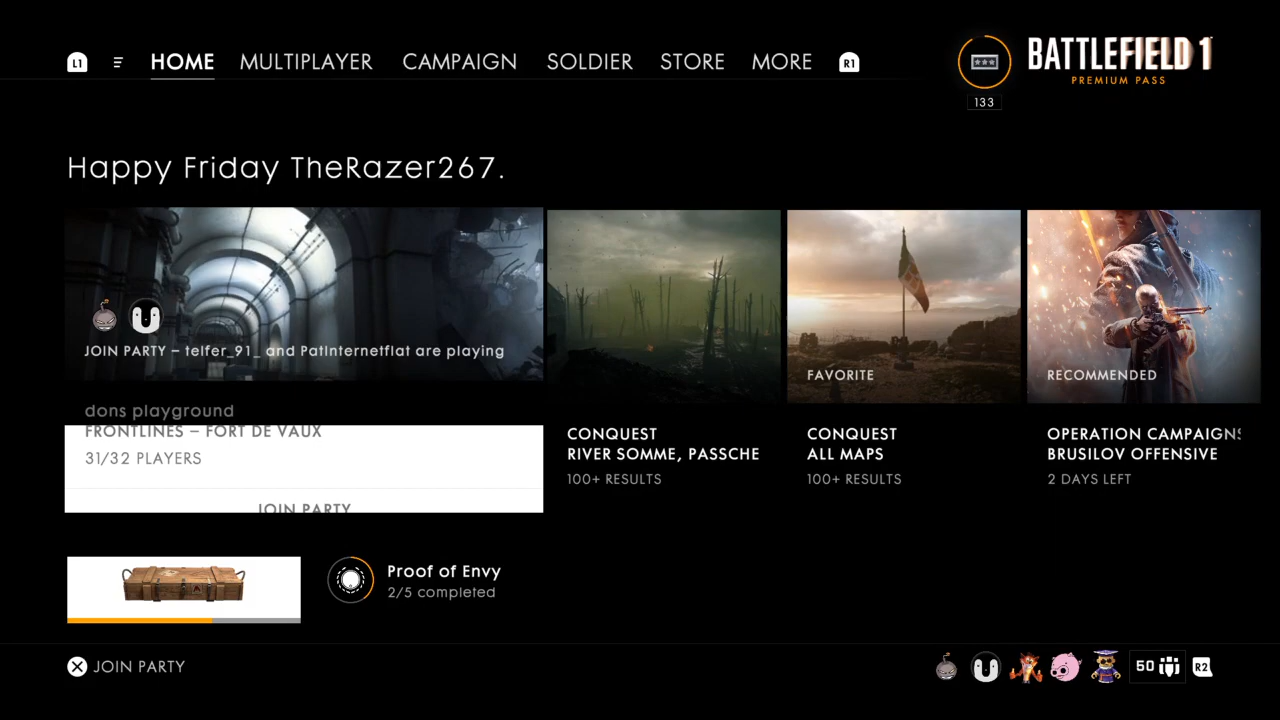 L1 HOME MULTIPLAYER CAMPAIGN SOLDIER STORE MORE R1
BATTLEFIELD 1
PREMIUM PASS
133
Happy Friday TheRazer267.
JOIN PARTY – telfer_91_ and PatInternetflat are playing
dons playground
FRONTLINES – FORT DE VAUX
31/32 PLAYERS
JOIN PARTY
CONQUEST
RIVER SOMME, PASSCHE
100+ RESULTS
FAVORITE
CONQUEST
ALL MAPS
100+ RESULTS
RECOMMENDED
OPERATION CAMPAIGNS
BRUSILOV OFFENSIVE
2 DAYS LEFT
Proof of Envy
2/5 completed
JOIN PARTY
50 R2